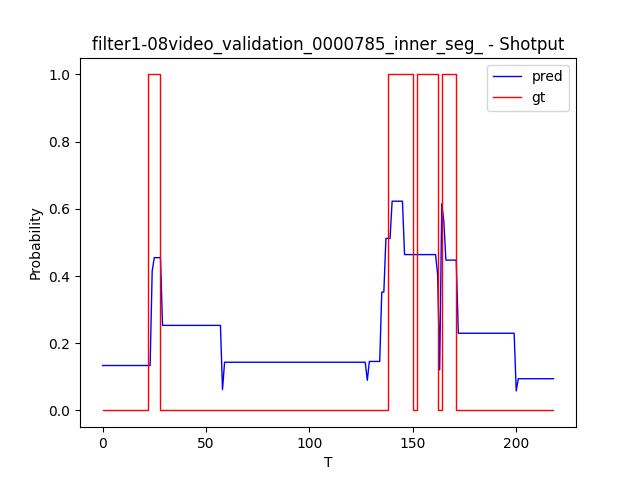 filter1-08video_validation_0000785_inner_seg_ - Shotput
pred
gt
1.0
0.8
0.6
0.4
0.2
0.0
Probability
0
50
100
150
200
T